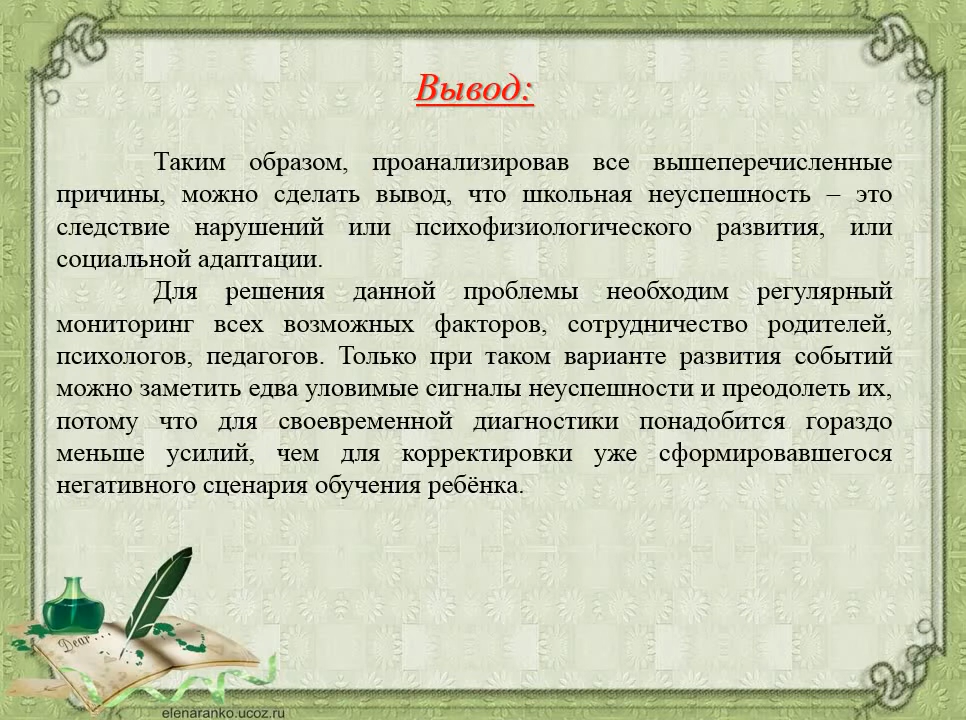 Вывод:
Таким образом, проанализировав все вышеперечисленные
причины, можно сделать вывод, что школьная неуспешность – это
следствие нарушений или психофизиологического развития, или
социальной адаптации.
Для решения данной проблемы необходим регулярный
мониторинг всех возможных факторов, сотрудничество родителей,
психологов, педагогов. Только при таком варианте развития событий
можно заметить едва уловимые сигналы неуспешности и преодолеть их,
потому что для своевременной диагностики понадобится гораздо
меньше усилий, чем для корректировки уже сформировавшегося
негативного сценария обучения ребёнка.
Dear...
elenaranko.ucoz.ru